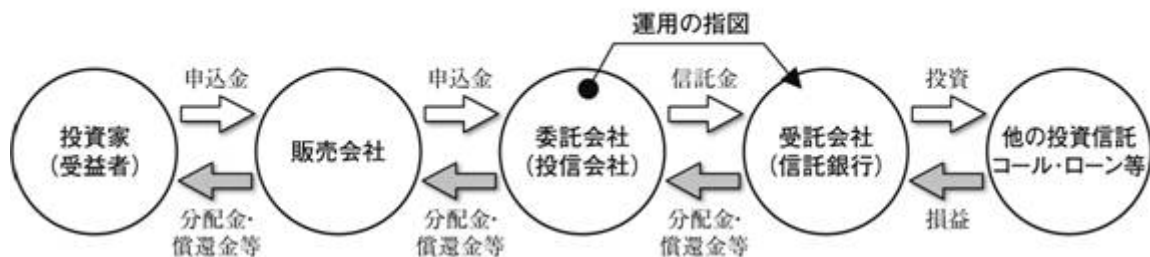 運用の指図
申込金
申込金
信託金
投資
投資家
(受益者)
販売会社
委託会社
(投信会社)
受託会社
(信託銀行)
他の投資信託
コール・ローン等
分配金・
償還金等
分配金・
償還金等
分配金・
償還金等
損益